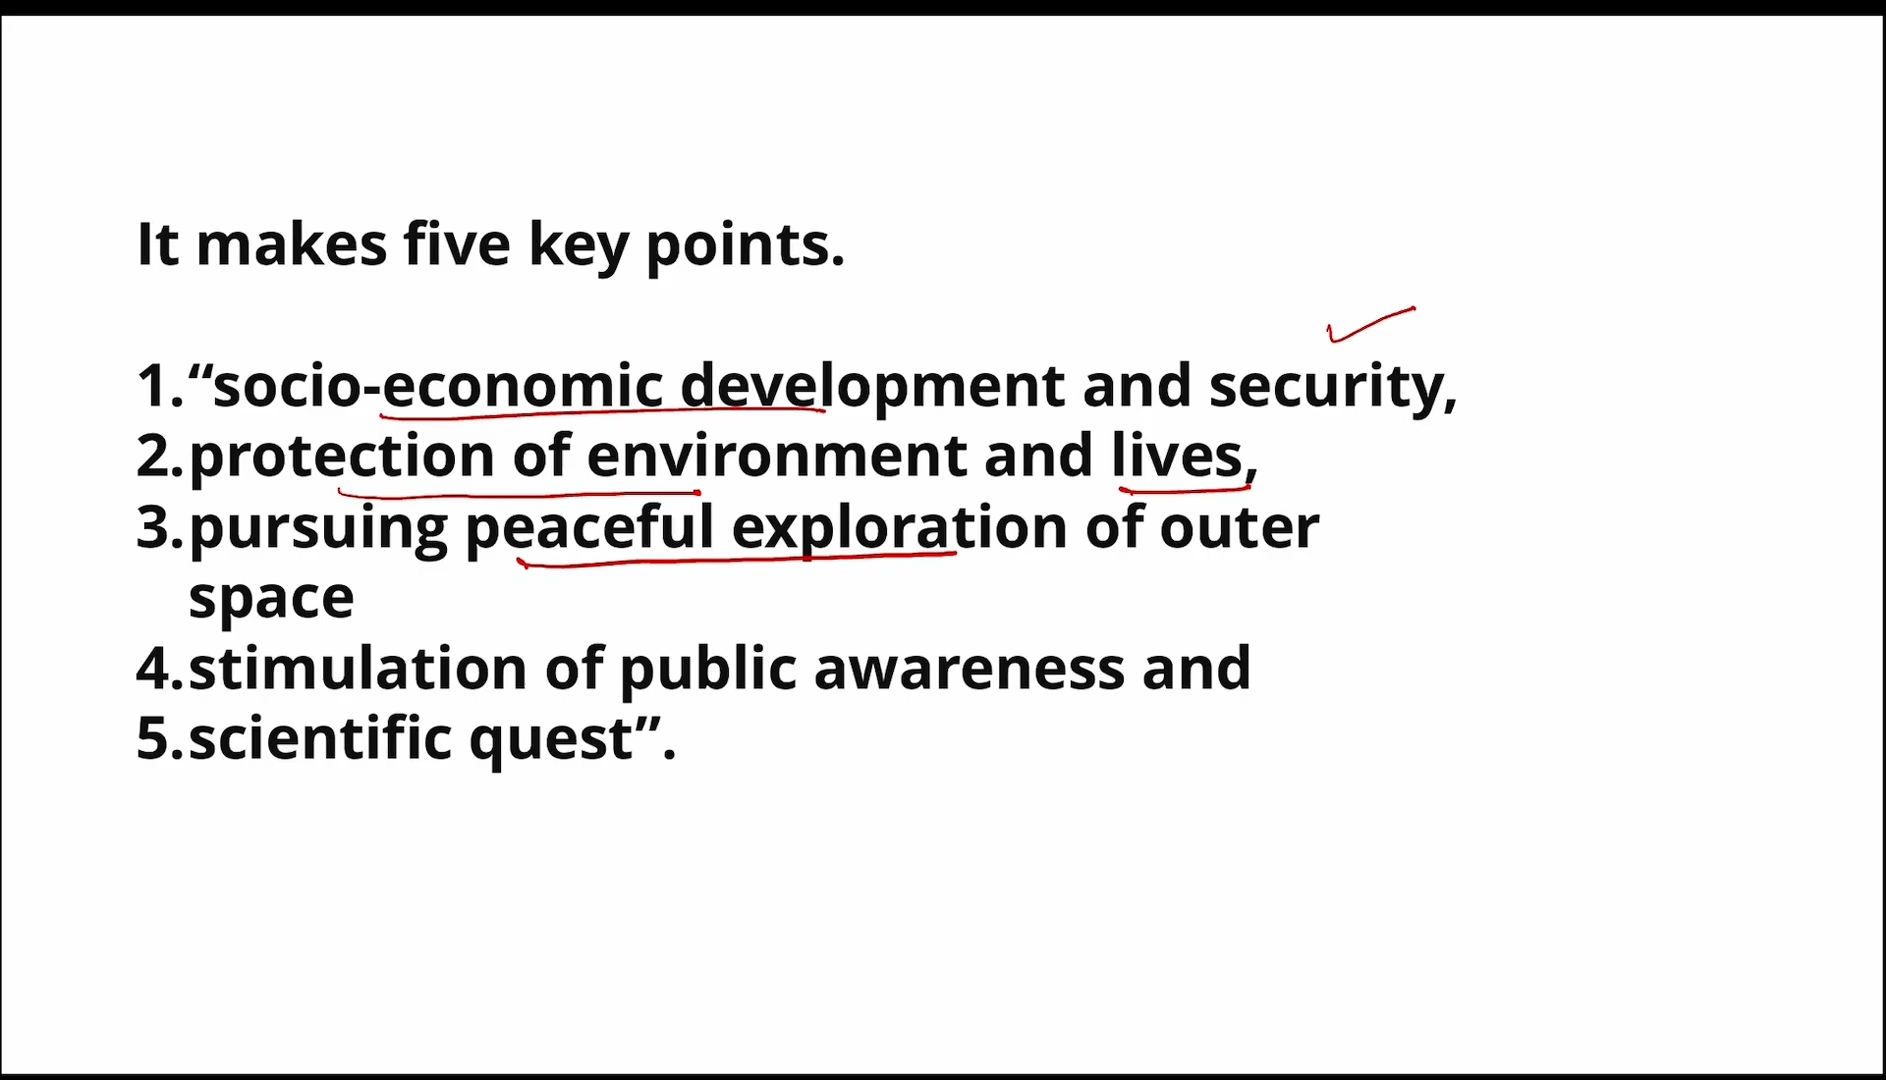 It makes five key points.
1.“socio-economic development and security,
2.protection of environment and lives,
3.pursuing peaceful exploration of outer
space
4.stimulation of public awareness and
5.scientific quest”.